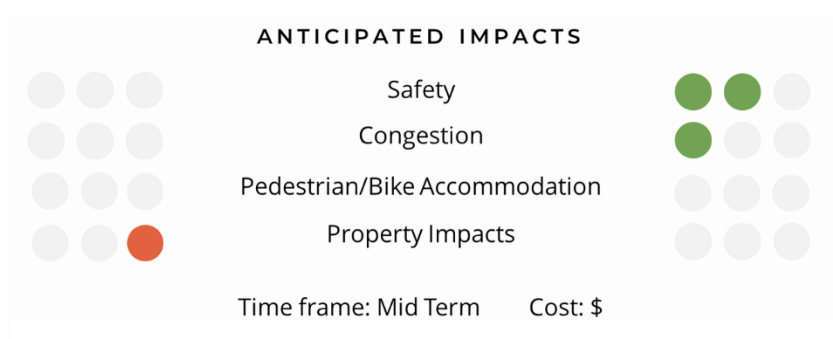 ANTICIPATED IMPACTS
Safety
Congestion
Pedestrian/Bike Accommodation
Property Impacts
Time frame: Mid Term Cost: $